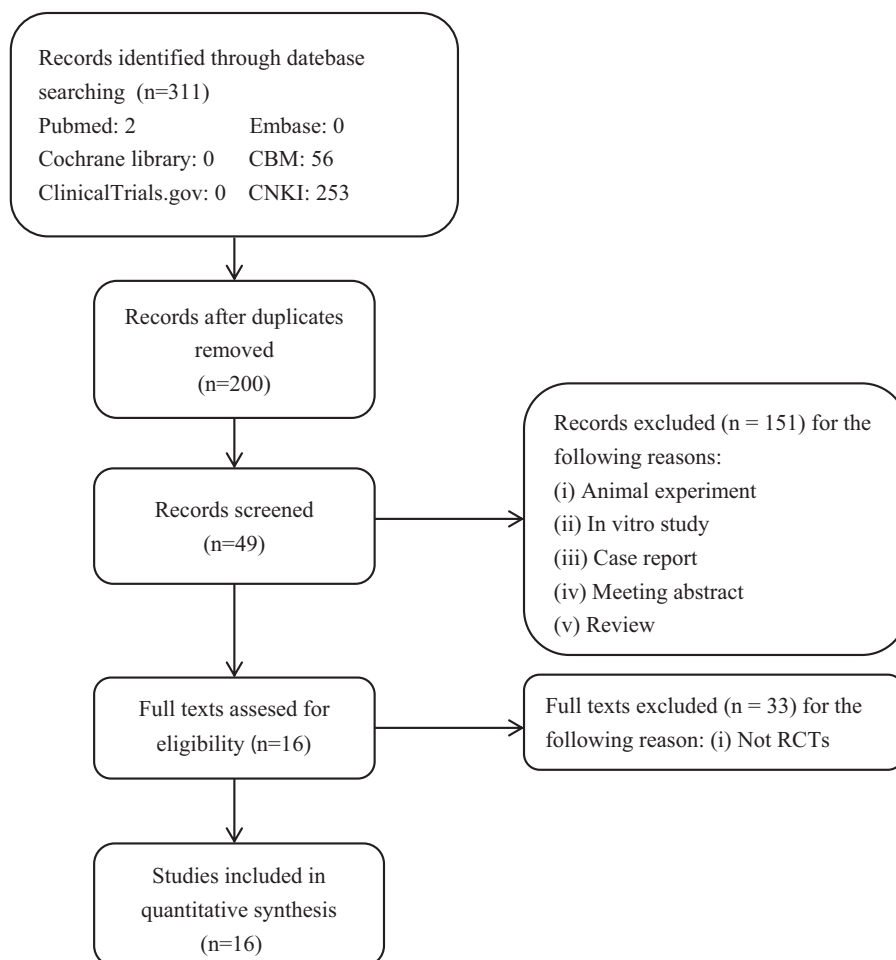 Records identified through datebase
searching (n=311)
Pubmed: 2 Embase: 0
Cochrane library: 0 CBM: 56
ClinicalTrials.gov: 0 CNKI: 253
Records after duplicates
removed
(n=200)
Records excluded (n = 151) for the
following reasons:
(i) Animal experiment
(ii) In vitro study
(iii) Case report
(iv) Meeting abstract
(v) Review
Records screened
(n=49)
Full texts assesed for
eligibility (n=16)
Full texts excluded (n = 33) for the
following reason: (i) Not RCTs
Studies included in
quantitative synthesis
(n=16)